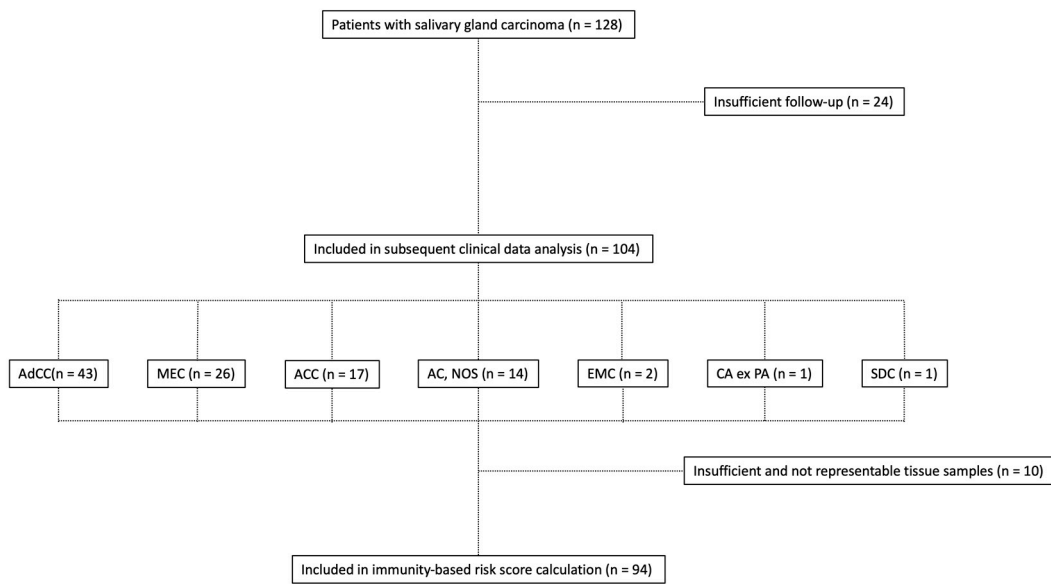 Patients with salivary gland carcinoma (n = 128)
Insufficient follow-up (n = 24)
Included in subsequent clinical data analysis (n = 104)
AdCC(n = 43)
MEC (n = 26)
ACC (n = 17)
AC, NOS (n = 14)
EMC (n = 2)
CA ex PA (n = 1)
SDC (n = 1)
Insufficient and not representable tissue samples (n = 10)
Included in immunity-based risk score calculation (n = 94)